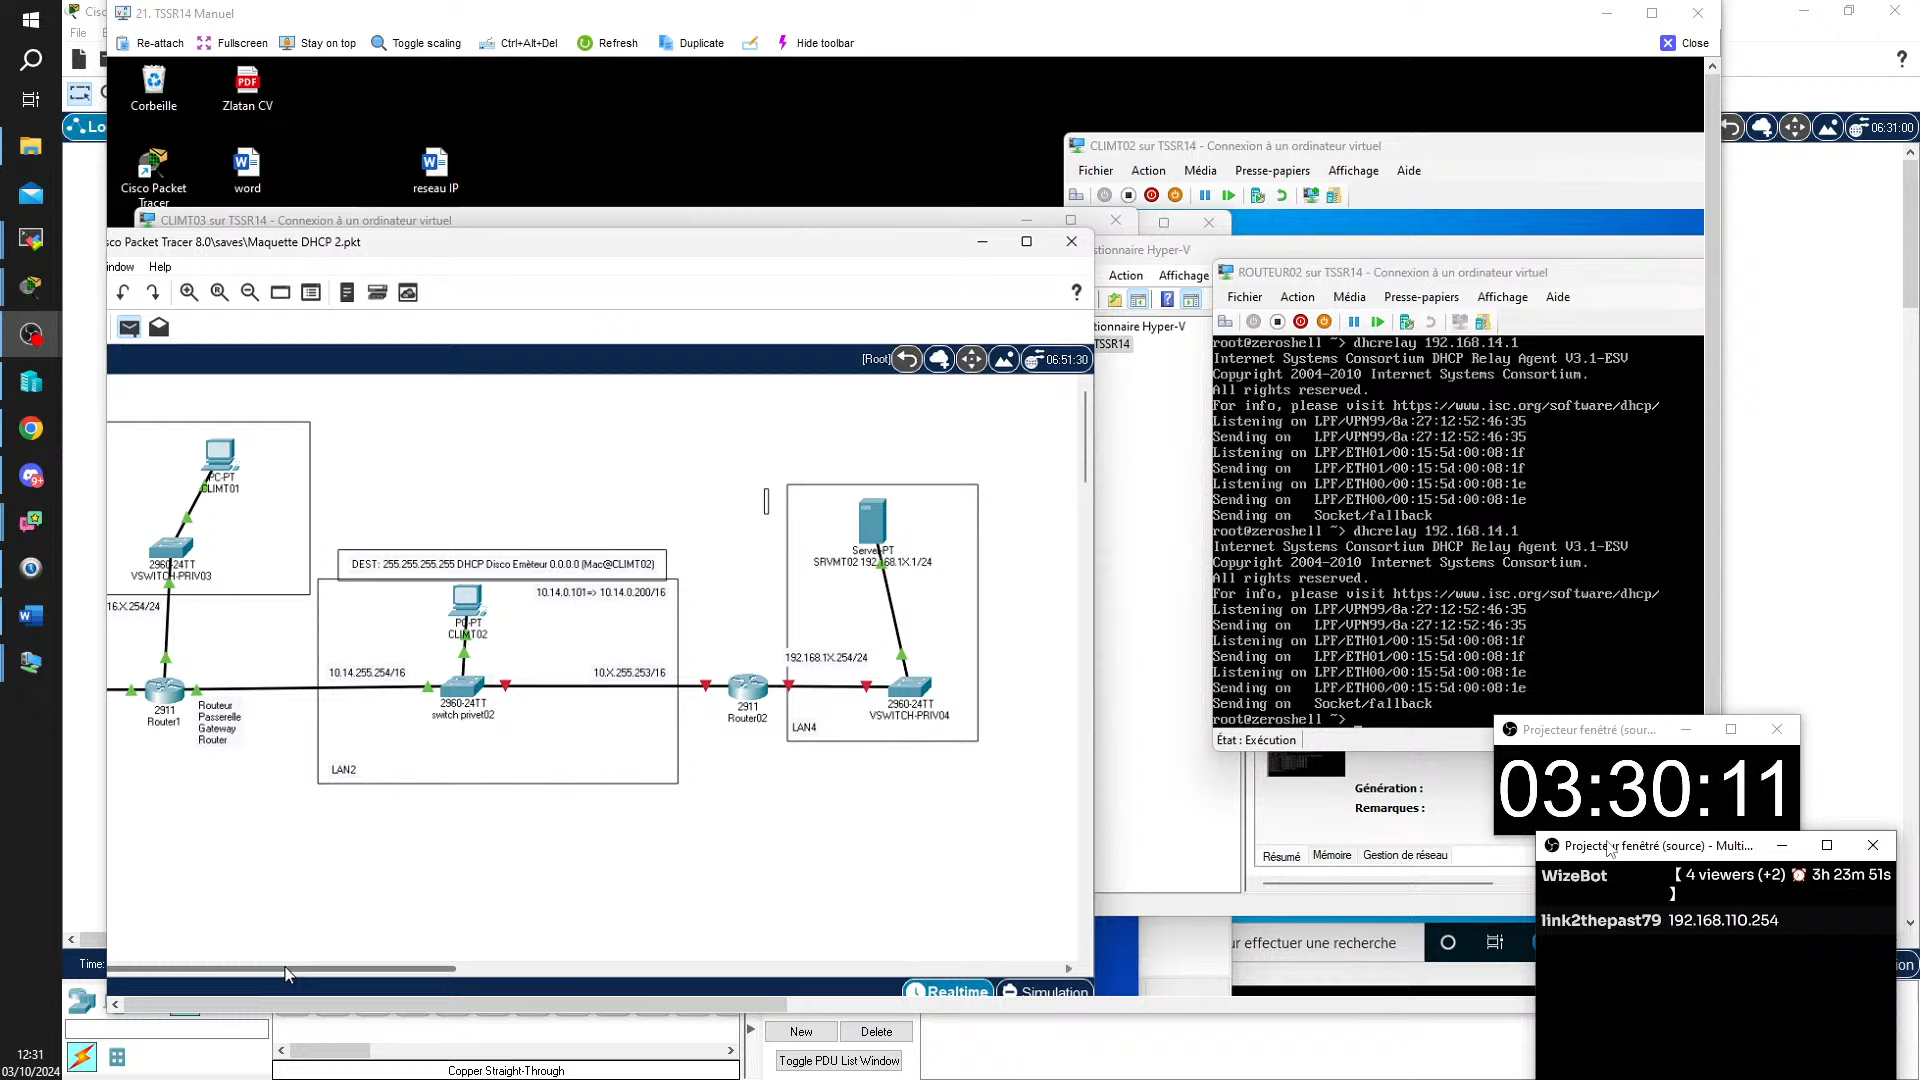 Cisc
21. TSSR14 Manuel
File
Re-attach
Fullscreen
Stay on top
Toggle scaling
Ctrl+Alt+Del
Refresh
Duplicate
Hide toolbar
Close
Corbeille
Zlatan CV
Cisco Packet
Tracer
word
reseau IP
Lo
06:31:00
CLIMT02 sur TSSR14 - Connexion à un ordinateur virtuel
Fichier
Action
Média
Presse-papiers
Affichage
Aide
CLIMT03 sur TSSR14 - Connexion à un ordinateur virtuel
sco Packet Tracer 8.0\saves\Maquette DHCP 2.pkt
indow
Help
stionnaire Hyper-V
Action
Affichage
tionnaire Hyper-V
TSSR14
[Root]
06:51:30
PC-PT
CLIMT01
2960-24TT
VSWITCH-PRIV03
16.X.254/24
2911
Router1
Routeur
Passerelle
Gateway
Router
DEST: 255.255.255.255 DHCP Disco Emèteur 0.0.0.0 (Mac@CLIMT02)
10.14.0.101=> 10.14.0.200/16
PC-PT
CLIMT02
10.14.255.254/16
10.X.255.253/16
2960-24TT
switch privet02
LAN2
2911
Router02
Server-PT
SRVMT02 192.168.1X.1/24
192.168.1X.254/24
2960-24TT
VSWITCH-PRIV04
LAN4
Realtime
Simulation
ROUTEUR02 sur TSSR14 - Connexion à un ordinateur virtuel
Fichier
Action
Média
Presse-papiers
Affichage
Aide
root@zeroshell ~> dhcrelay 192.168.14.1
Internet Systems Consortium DHCP Relay Agent V3.1-ESV
Copyright 2004-2010 Internet Systems Consortium.
All rights reserved.
For info, please visit https://www.isc.org/software/dhcp/
Listening on LPF/VPN99/8a:27:12:52:46:35
Sending on   LPF/VPN99/8a:27:12:52:46:35
Listening on LPF/ETH01/00:15:5d:00:08:1f
Sending on   LPF/ETH01/00:15:5d:00:08:1f
Listening on LPF/ETH00/00:15:5d:00:08:1e
Sending on   LPF/ETH00/00:15:5d:00:08:1e
Sending on   Socket/fallback
root@zeroshell ~> dhcrelay 192.168.14.1
Internet Systems Consortium DHCP Relay Agent V3.1-ESV
Copyright 2004-2010 Internet Systems Consortium.
All rights reserved.
For info, please visit https://www.isc.org/software/dhcp/
Listening on LPF/VPN99/8a:27:12:52:46:35
Sending on   LPF/VPN99/8a:27:12:52:46:35
Listening on LPF/ETH01/00:15:5d:00:08:1f
Sending on   LPF/ETH01/00:15:5d:00:08:1f
Listening on LPF/ETH00/00:15:5d:00:08:1e
Sending on   LPF/ETH00/00:15:5d:00:08:1e
Sending on   Socket/fallback
root@zeroshell ~> _
État : Exécution
Génération :
Remarques :
Résumé
Mémoire
Gestion de réseau
Projecteur fenêtré (sour...
03:30:11
Projecteur fenêtré (source) - Multi...
WizeBot 【 4 viewers (+2) ⏰ 3h 23m 51s
】
link2thepast79 192.168.110.254
ur effectuer une recherche
Time:
ion
New
Delete
Toggle PDU List Window
Copper Straight-Through
9+
12:31
03/10/2024